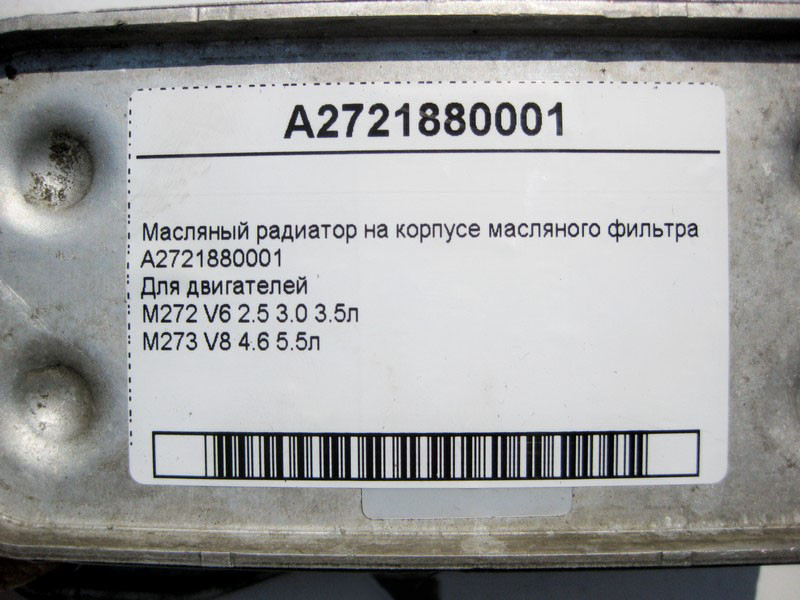 A2721880001
Масляный радиатор на корпусе масляного фильтра
A2721880001
Для двигателей
M272 V6 2.5 3.0 3.5л
M273 V8 4.6 5.5л